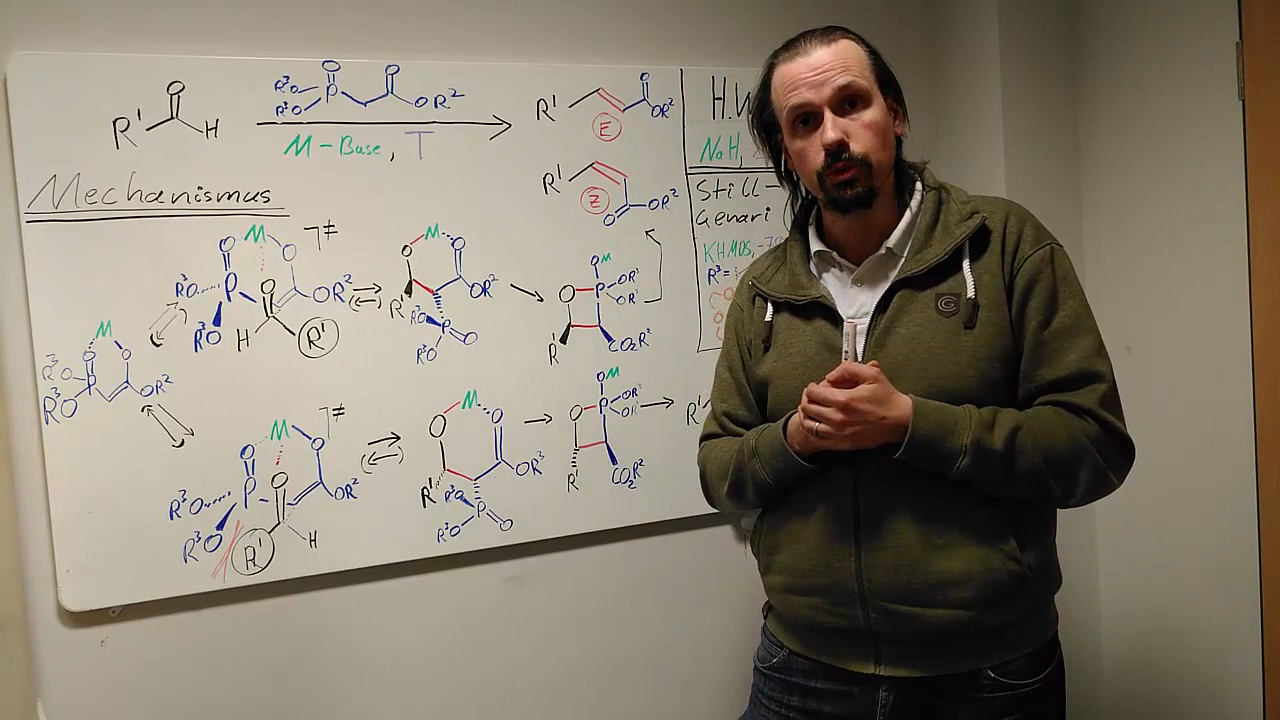 R¹ H
R³O R³O P O O OR²
M-Base, T
R¹ O OR² E
R¹ Z O OR²
H.W
NaH,
Still-
Genari (
KHMDS, -7
R³=
Mechanismus
M O O R³O P R³O O H R¹ OR² ≠
O M O R¹ OR² R³O P O R³O
OM O P OR³ OR³ R¹ CO₂R²
M O O R³O P R³O OR²
M O O R³O P R³O O R¹ H OR² ≠
O M O R¹ OR³ R³O P O R³O
OM O P OR³ OR³ R¹ CO₂R²
R¹